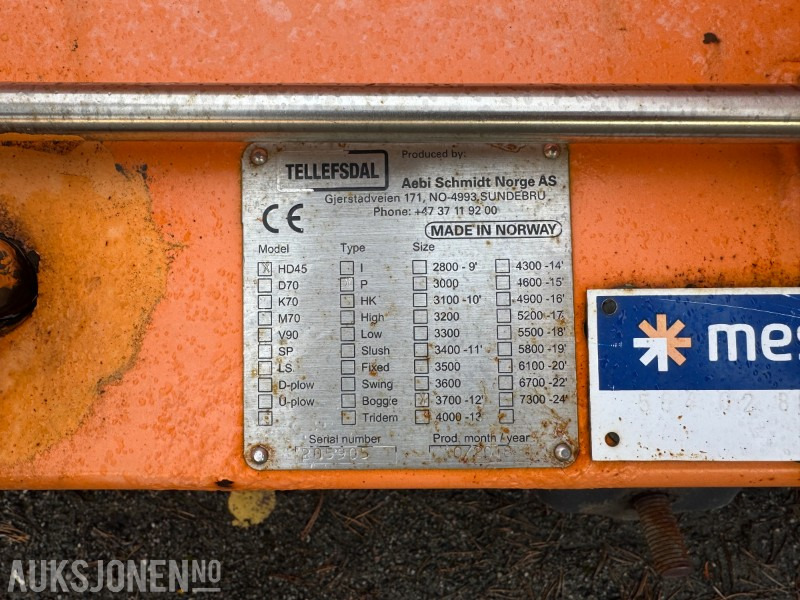 TELLEFSDAL
Produced by:
Aebi Schmidt Norge AS
Gjerstadveien 171, NO-4993 SUNDEBRU
Phone: +47 37 11 92 00
CE
MADE IN NORWAY
Model Type Size
HD45 I 2800 -9' 4300 -14'
D70 P 3000 4600 -15'
K70 HK 3100 -10' 4900 -16'
M70 High 3200 5200 -17'
V90 Low 3300 5500 -18'
SP Slush 3400 -11' 5800 -19'
LS Fixed 3500 6100 -20'
D-plow Swing 3600 6700 -22'
U-plow Boggie 3700 -12' 7300 -24'
Tridem 4000 -13'
Serial number Prod. month / year
mes
AUKSJONEN.NO